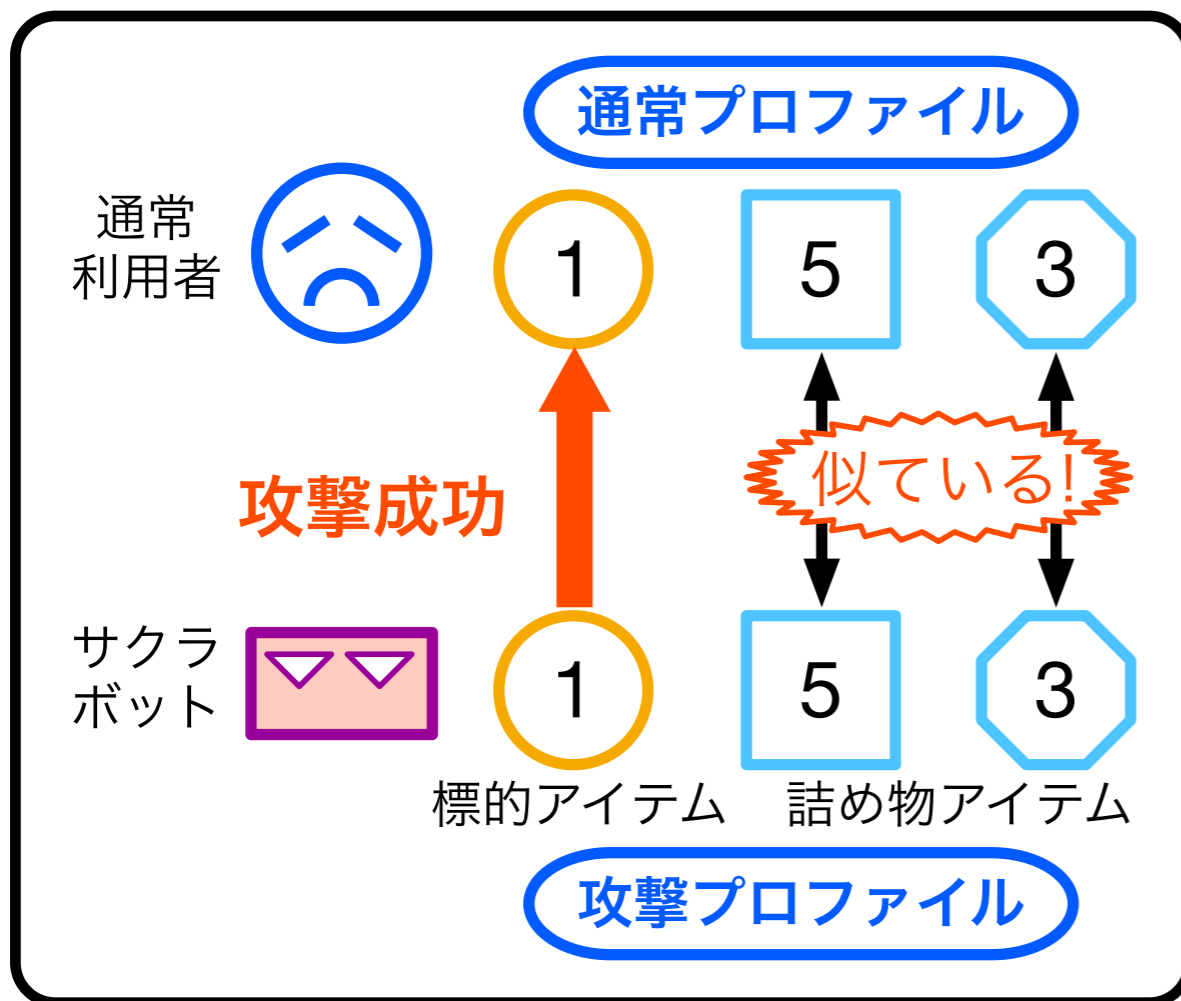 通常プロファイル
通常
利用者
1
5
3
攻撃成功
似ている!
サクラ
ボット
1
5
3
標的アイテム
詰め物アイテム
攻撃プロファイル